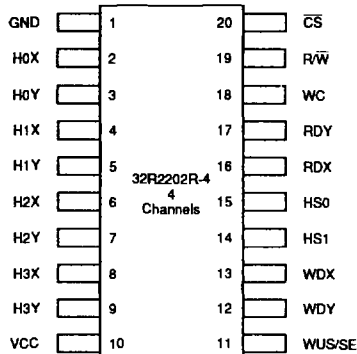 GND 1 20 C̅S̅
H0X 2 19 R/W̅
H0Y 3 18 WC
H1X 4 17 RDY
H1Y 5 16 RDX
32R2202R-4
4
Channels
H2X 6 15 HS0
H2Y 7 14 HS1
H3X 8 13 WDX
H3Y 9 12 WDY
VCC 10 11 WUS/SE